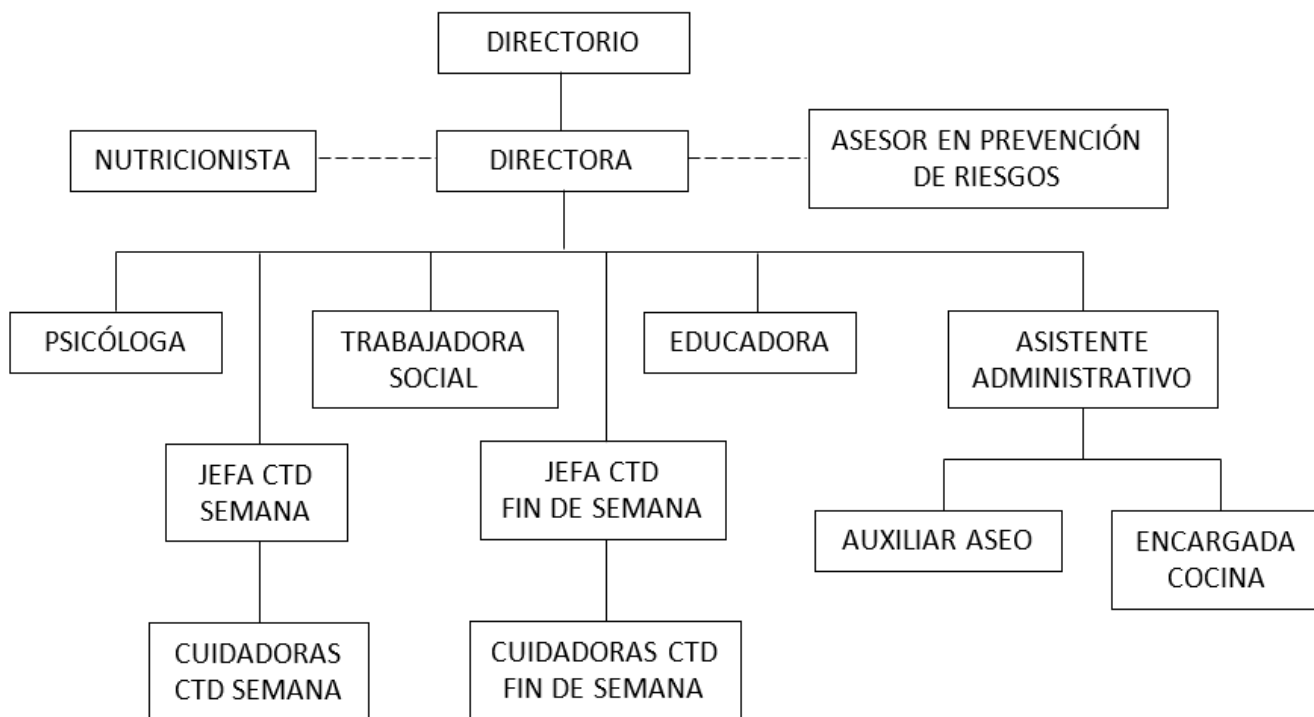 DIRECTORIO
NUTRICIONISTA
DIRECTORA
ASESOR EN PREVENCIÓN
DE RIESGOS
PSICÓLOGA
TRABAJADORA
SOCIAL
EDUCADORA
ASISTENTE
ADMINISTRATIVO
JEFA CTD
SEMANA
JEFA CTD
FIN DE SEMANA
AUXILIAR ASEO
ENCARGADA
COCINA
CUIDADORAS
CTD SEMANA
CUIDADORAS CTD
FIN DE SEMANA